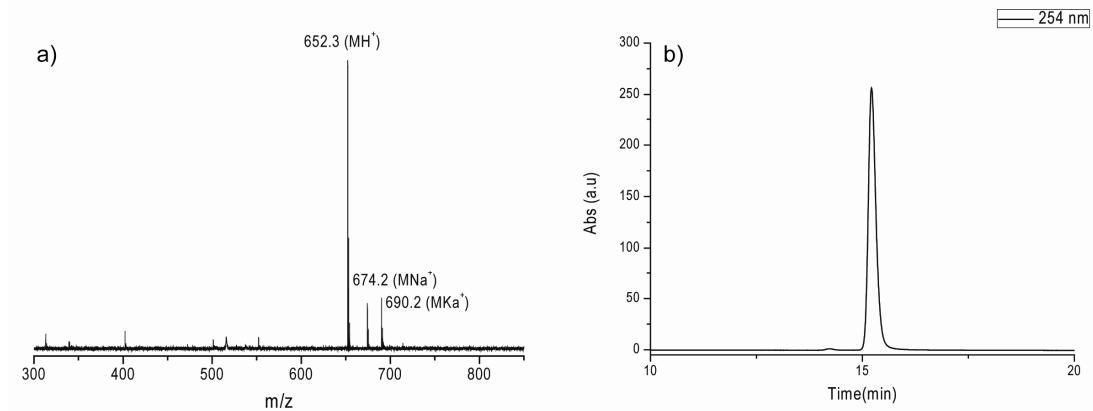 a)
652.3 (MH⁺)
674.2 (MNa⁺)
690.2 (MKa⁺)
300 400 500 600 700 800
m/z
254 nm
b)
300
250
200
150
100
50
0
Abs (a.u)
10 15 20
Time(min)